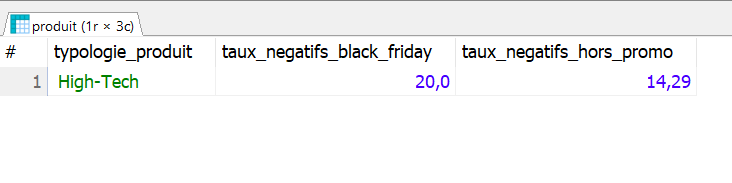 produit (1r × 3c)
# typologie_produit taux_negatifs_black_friday taux_negatifs_hors_promo
1 High-Tech 20,0 14,29